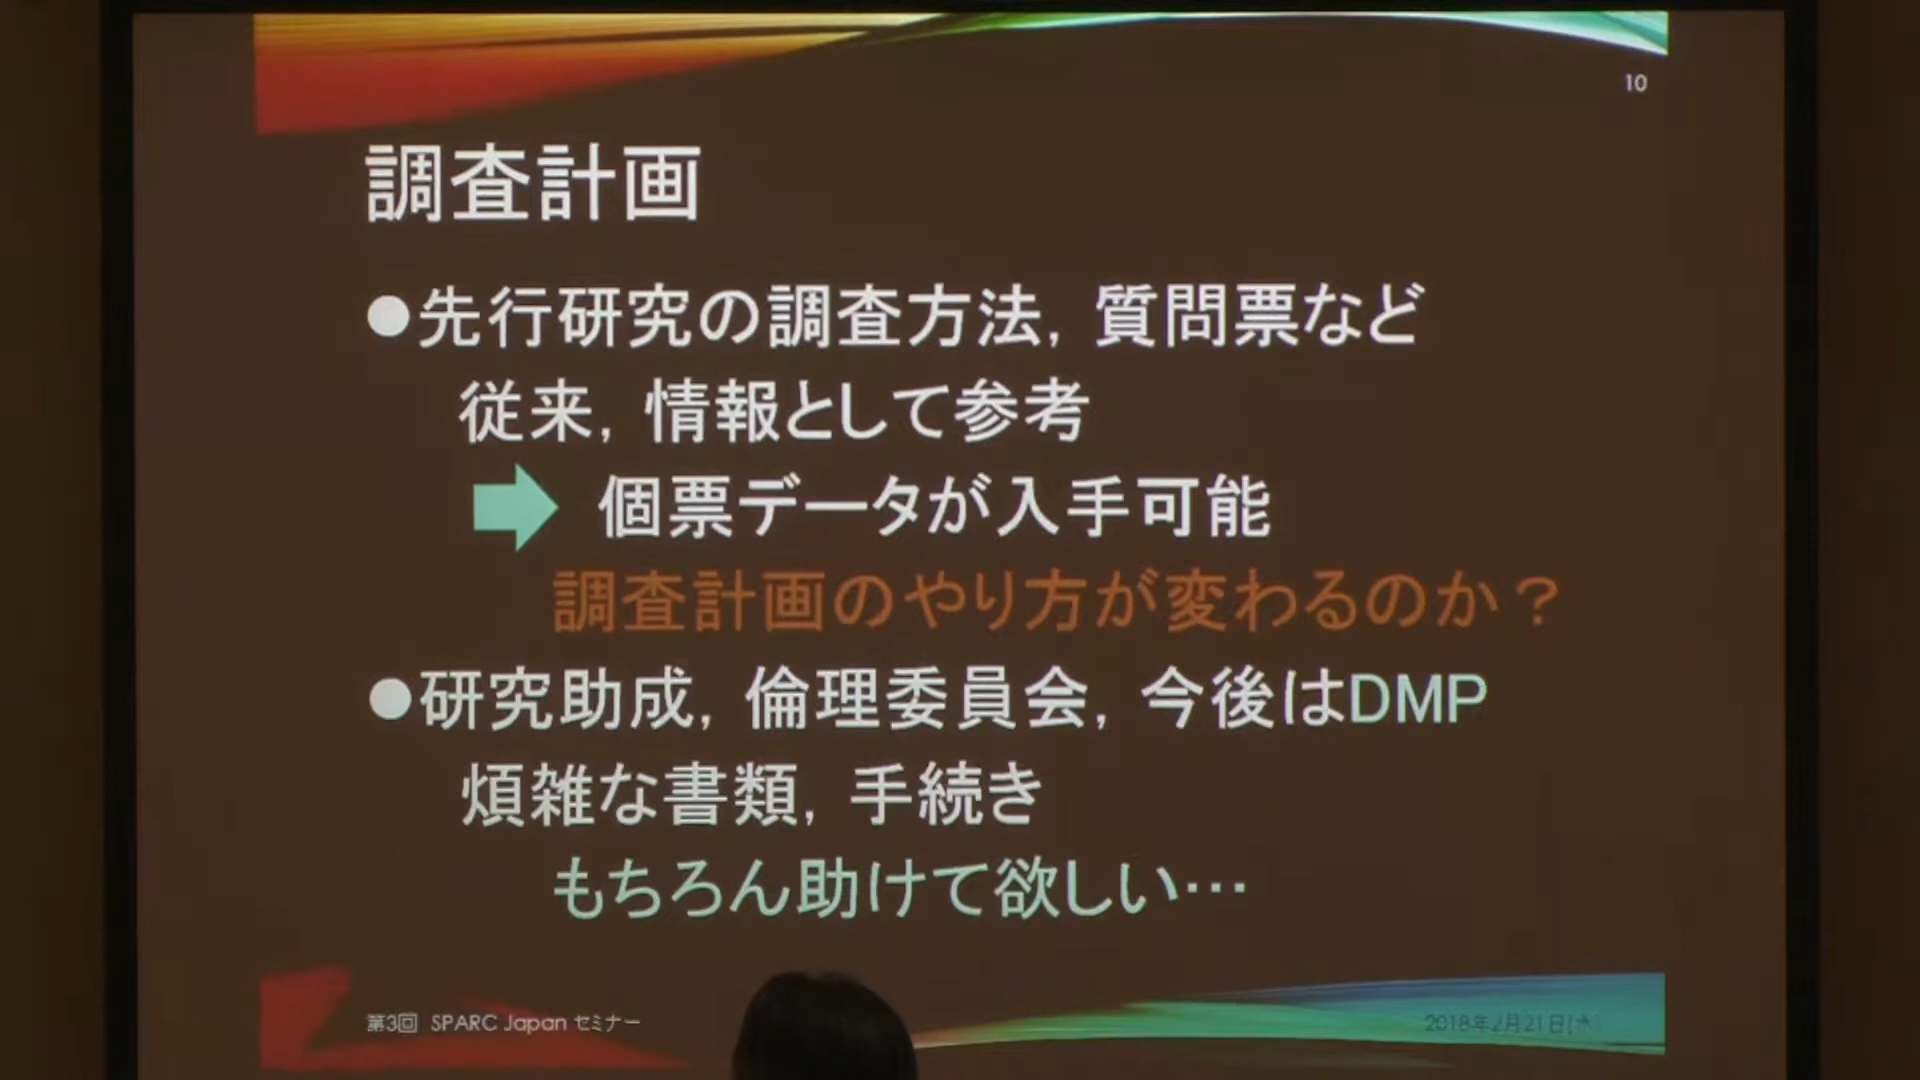 10
調査計画
●先行研究の調査方法, 質問票など
従来, 情報として参考
個票データが入手可能
調査計画のやり方が変わるのか？
●研究助成, 倫理委員会, 今後はDMP
煩雑な書類, 手続き
もちろん助けて欲しい…
第3回 SPARC Japan セミナー
2018年2月21日(水)